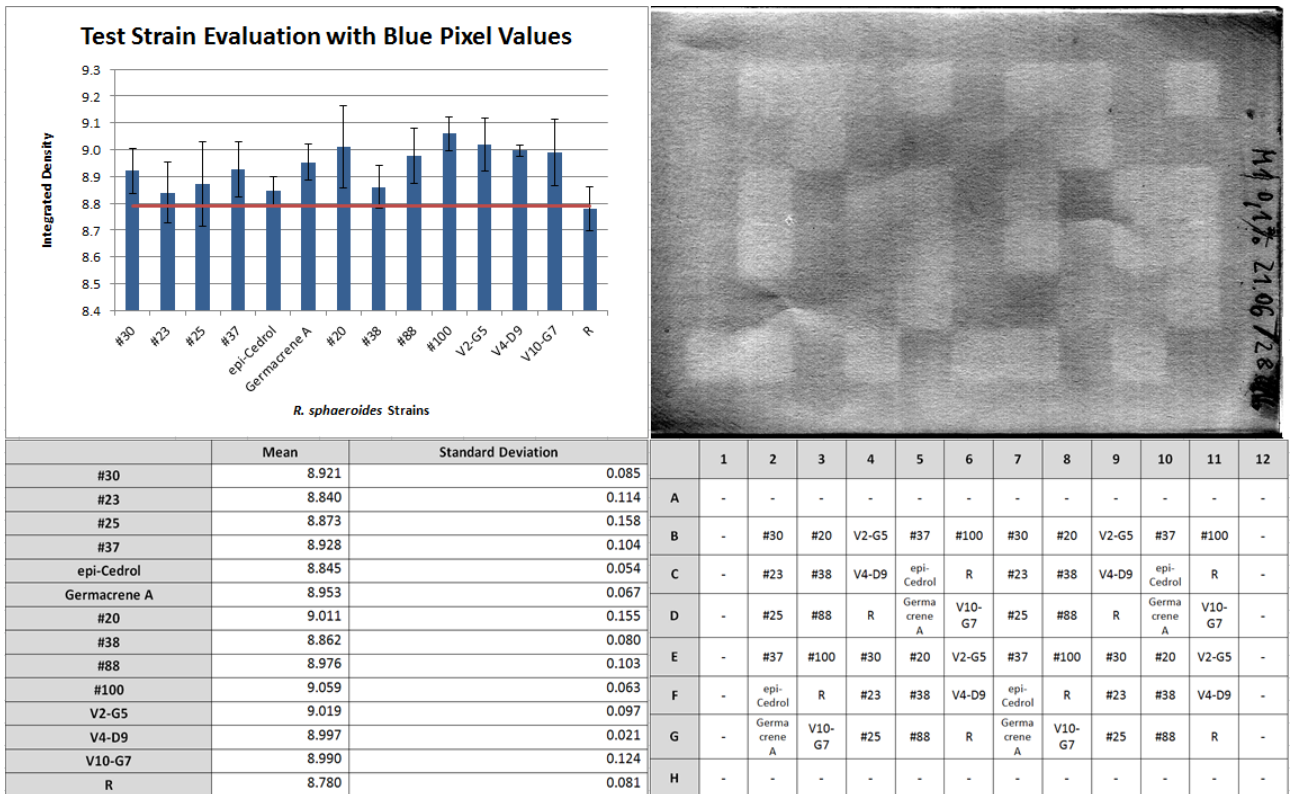 Test Strain Evaluation with Blue Pixel Values
Integrated Density
9.3
9.2
9.1
9.0
8.9
8.8
8.7
8.6
8.5
8.4
#30 #23 #25 #37 epi-Cedrol Germacrene A #20 #38 #88 #100 V2-G5 V4-D9 V10-G7 R
R. sphaeroides Strains
0,1% 21.06/28
Mean Standard Deviation
#30 8.921 0.085
#23 8.840 0.114
#25 8.873 0.158
#37 8.928 0.104
epi-Cedrol 8.845 0.054
Germacrene A 8.953 0.067
#20 9.011 0.155
#38 8.862 0.080
#88 8.976 0.103
#100 9.059 0.063
V2-G5 9.019 0.097
V4-D9 8.997 0.021
V10-G7 8.990 0.124
R 8.780 0.081
1 2 3 4 5 6 7 8 9 10 11 12
A - - - - - - - - - - - -
B - #30 #20 V2-G5 #37 #100 #30 #20 V2-G5 #37 #100 -
C - #23 #38 V4-D9 epi-Cedrol R #23 #38 V4-D9 epi-Cedrol R -
D - #25 #88 R Germacrene A V10-G7 #25 #88 R Germacrene A V10-G7 -
E - #37 #100 #30 #20 V2-G5 #37 #100 #30 #20 V2-G5 -
F - epi-Cedrol R #23 #38 V4-D9 epi-Cedrol R #23 #38 V4-D9 -
G - Germacrene A V10-G7 #25 #88 R Germacrene A V10-G7 #25 #88 R -
H - - - - - - - - - - - -